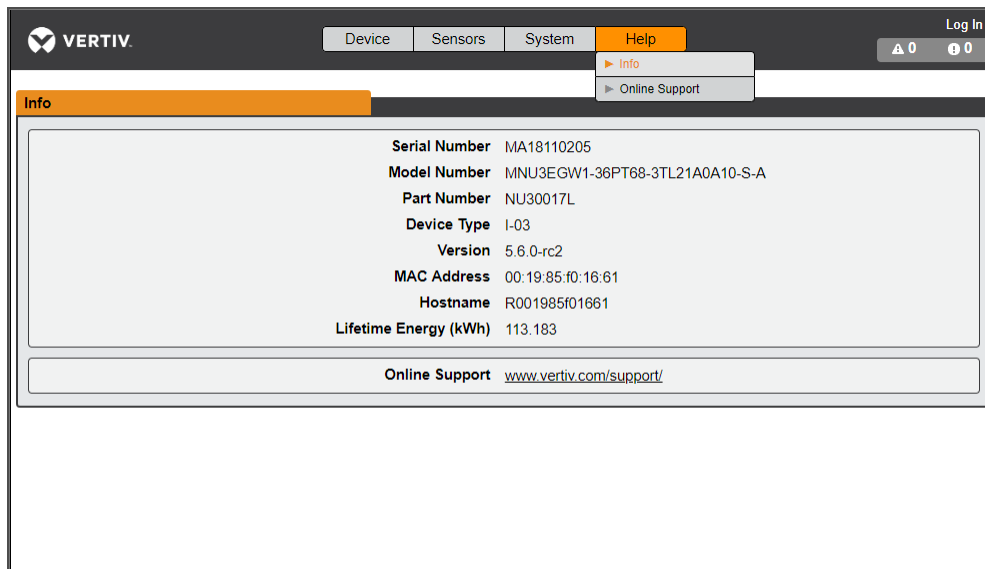 VERTIV.
Device Sensors System Help
Log In
0 0
Info
Online Support
Info
Serial Number MA18110205
Model Number MNU3EGW1-36PT68-3TL21A0A10-S-A
Part Number NU30017L
Device Type I-03
Version 5.6.0-rc2
MAC Address 00:19:85:f0:16:61
Hostname R001985f01661
Lifetime Energy (kWh) 113.183
Online Support www.vertiv.com/support/